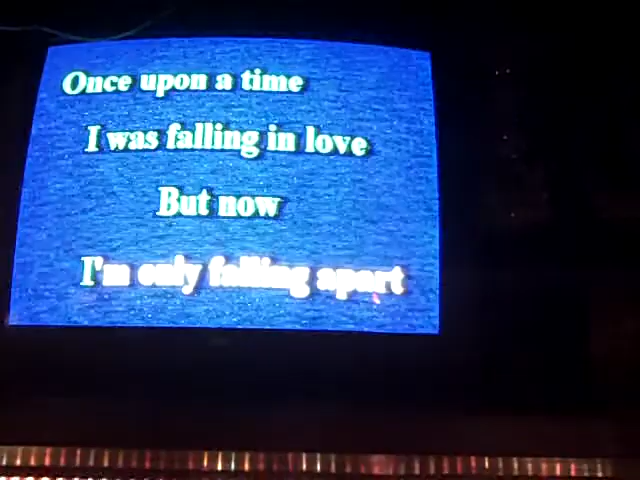 Once upon a time
I was falling in love
But now
I'm only falling apart